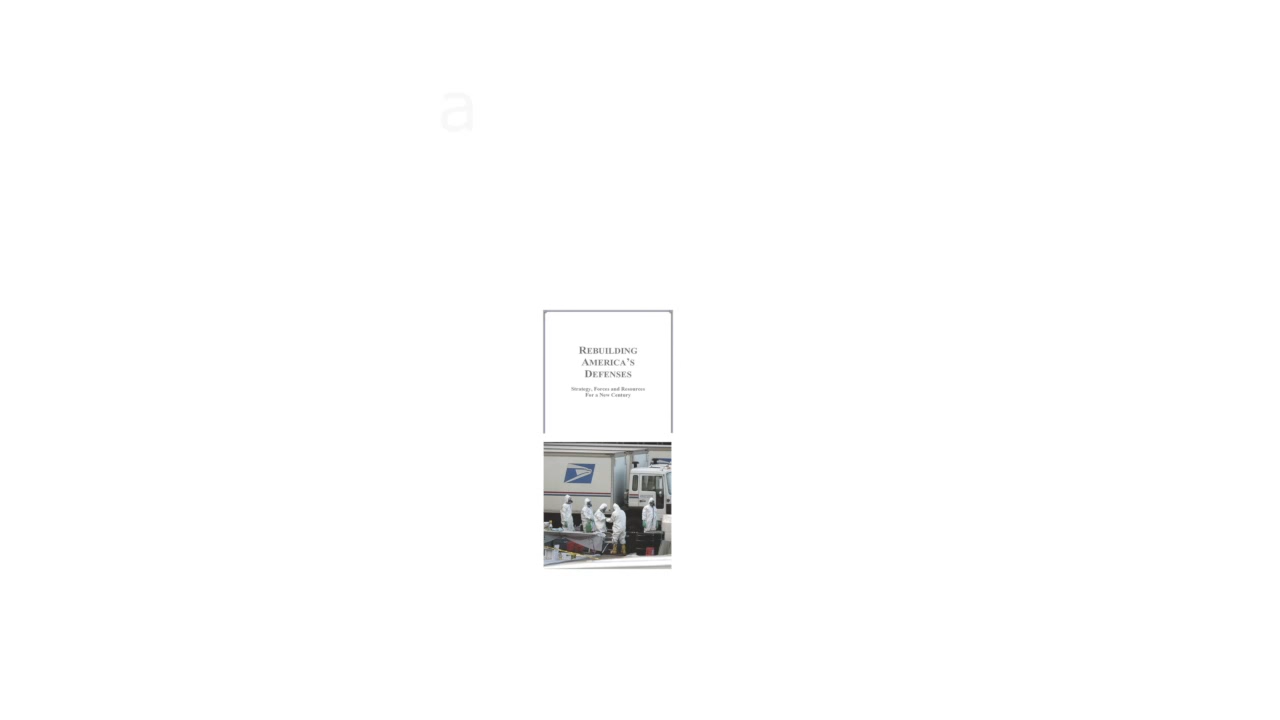 a
REBUILDING
AMERICA'S
DEFENSES
Strategy, Forces and Resources
For a New Century